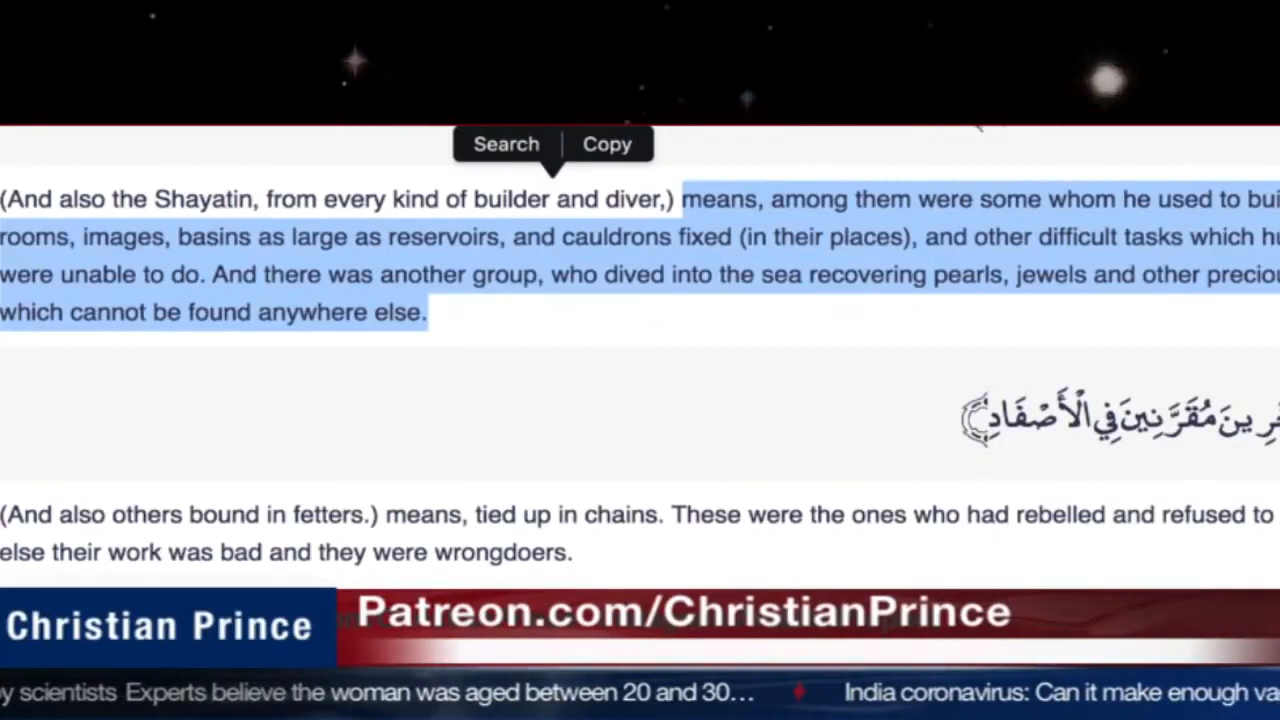 Search Copy
(And also the Shayatin, from every kind of builder and diver,) means, among them were some whom he used to
rooms, images, basins as large as reservoirs, and cauldrons fixed (in their places), and other difficult tasks which
were unable to do. And there was another group, who dived into the sea recovering pearls, jewels and other
which cannot be found anywhere else.
مُقَرَّنِينَ فِي الْأَصْفَادِ
(And also others bound in fetters.) means, tied up in chains. These were the ones who had rebelled and refused to
else their work was bad and they were wrongdoers.
Christian Prince
Patreon.com/ChristianPrince
scientists Experts believe the woman was aged between 20 and 30... India coronavirus: Can it make enough